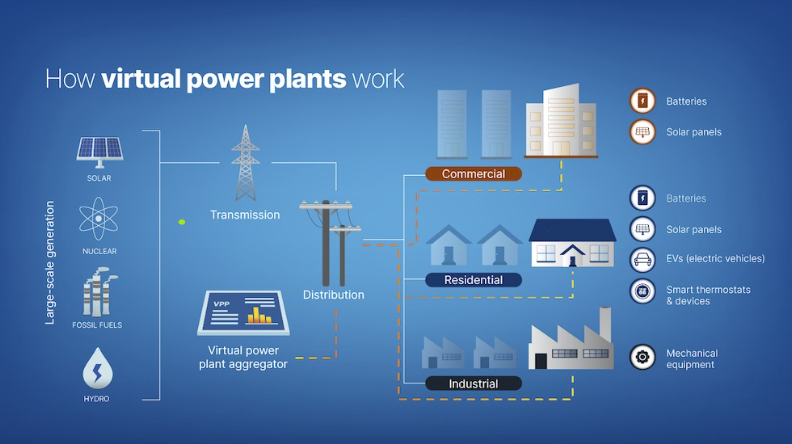 How virtual power plants work
Large-scale generation
SOLAR
NUCLEAR
FOSSIL FUELS
HYDRO
Transmission
Distribution
VPP
Virtual power
plant aggregator
Commercial
Batteries
Solar panels
Residential
Batteries
Solar panels
EVs (electric vehicles)
Smart thermostats
& devices
Industrial
Mechanical
equipment